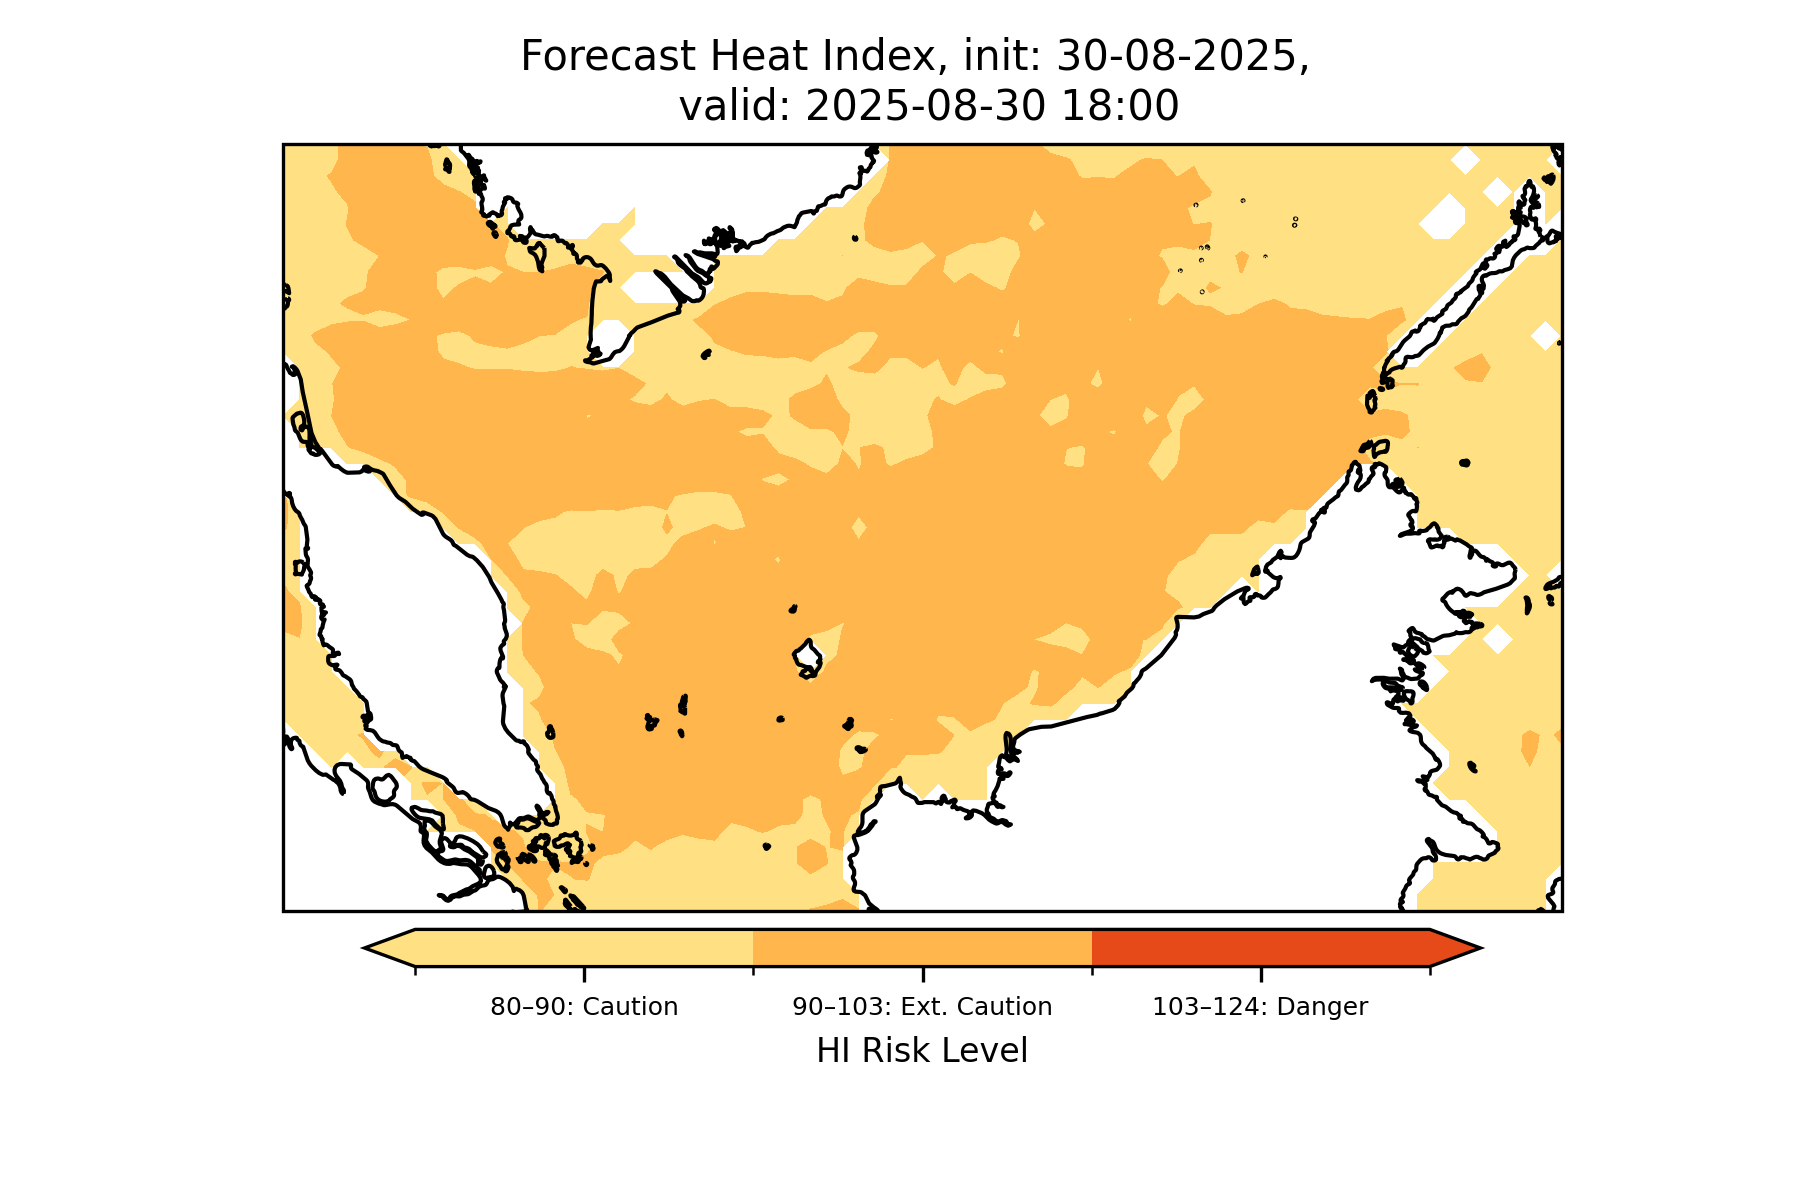 Forecast Heat Index, init: 30-08-2025,
valid: 2025-08-30 18:00
80–90: Caution
90–103: Ext. Caution
103–124: Danger
HI Risk Level